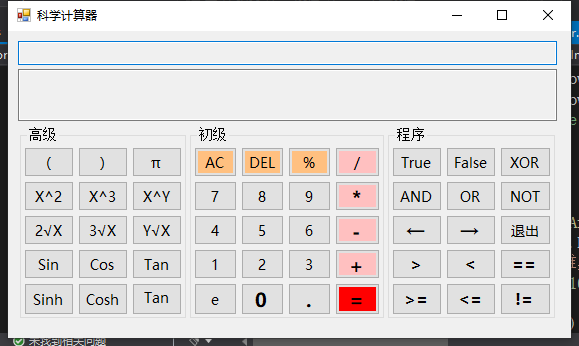 科学计算器
高级 初级 程序
( ) π AC DEL % / True False XOR
X^2 X^3 X^Y 7 8 9 * AND OR NOT
2√X 3√X Y√X 4 5 6 - ← → 退出
Sin Cos Tan 1 2 3 + > < ==
Sinh Cosh Tan e 0 . = >= <= !=
未找到相关问题